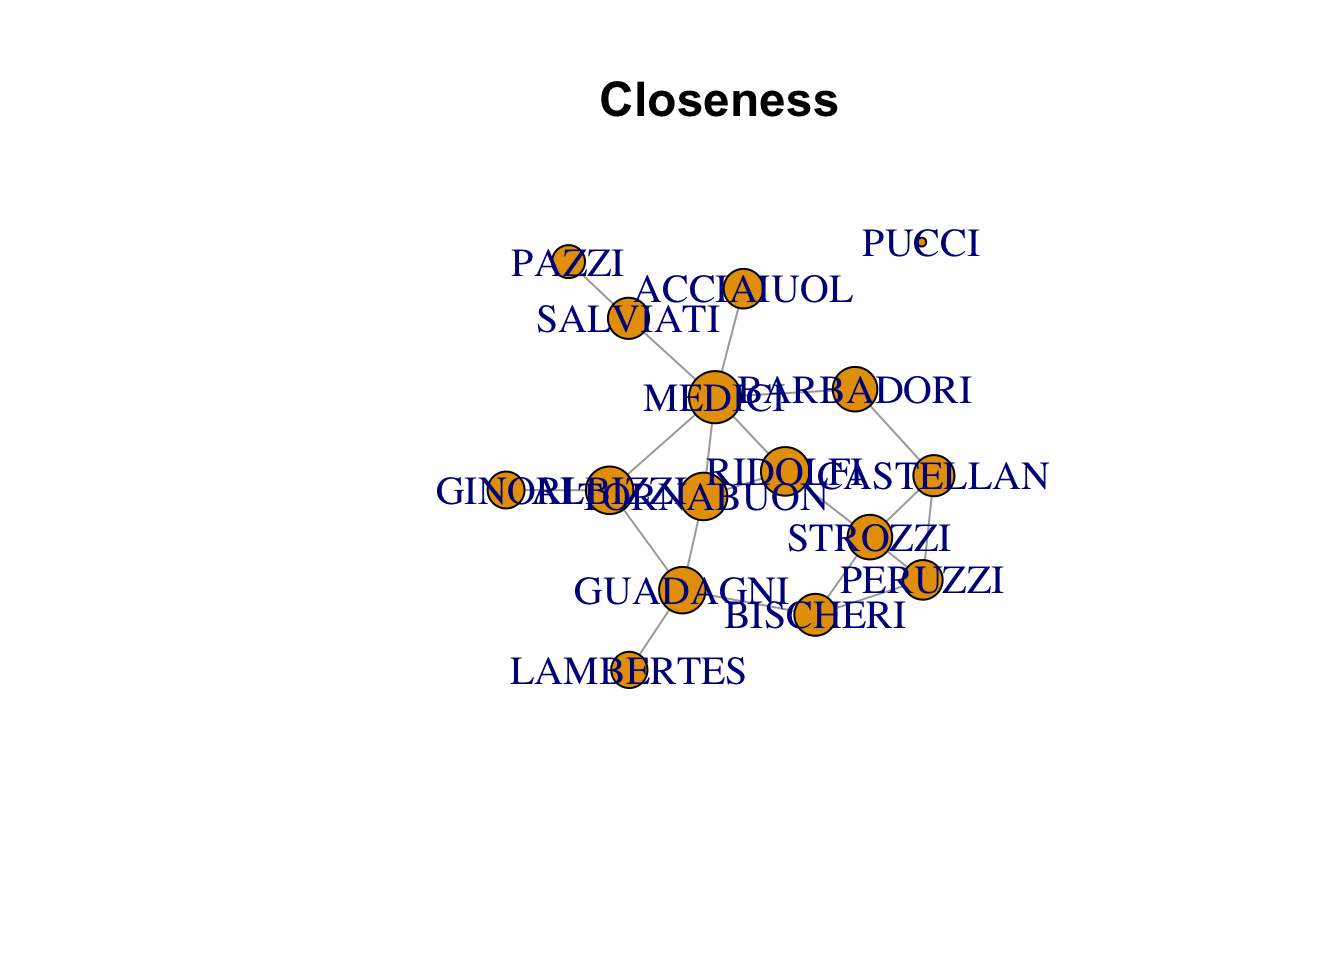 Closeness
PUCCI
PAZZI
ACCIAIUOL
SALVIATI
MEDICI
BARBADORI
RIDOLFI
CASTELLAN
GINORI
ALBIZZI
TORNABUON
STROZZI
PERUZZI
GUADAGNI
BISCHERI
LAMBERTES